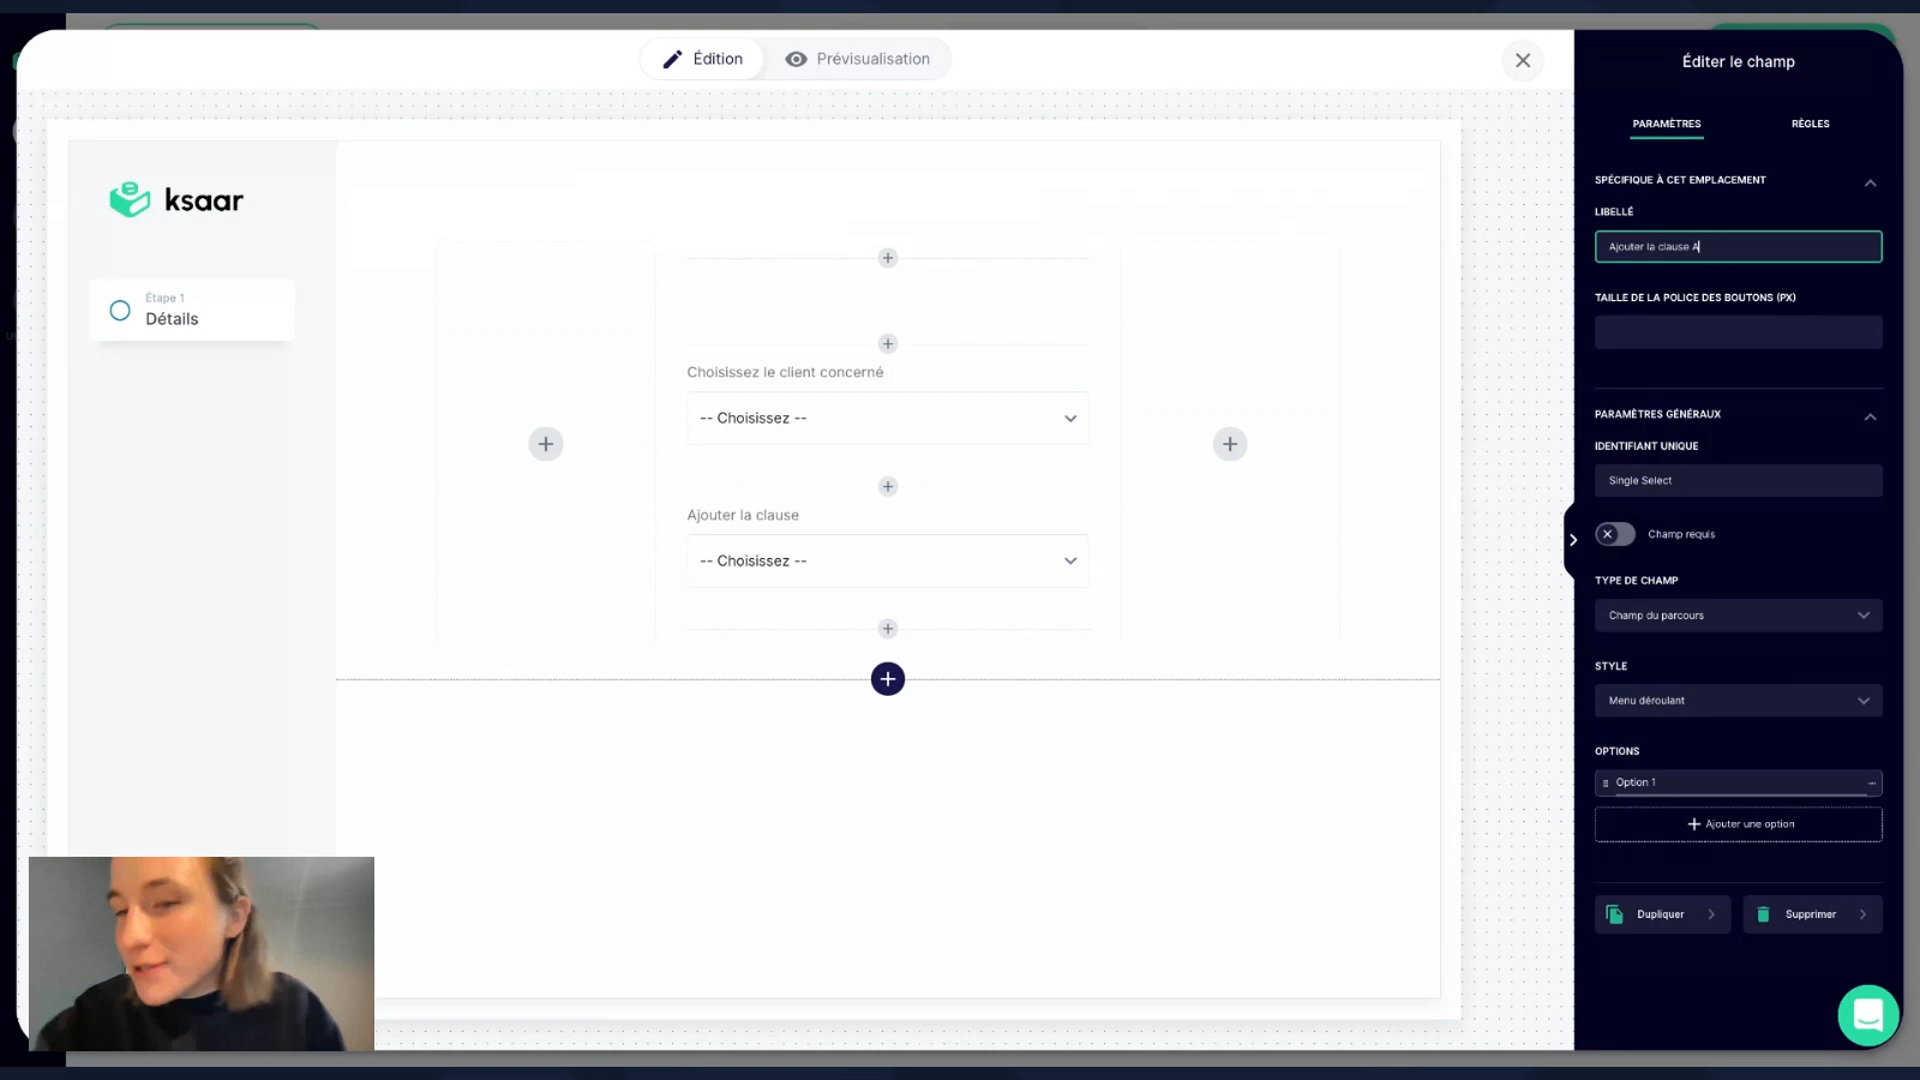 Édition
Prévisualisation
ksaar
Étape 1
Détails
Choisissez le client concerné
-- Choisissez --
Ajouter la clause
-- Choisissez --
Éditer le champ
PARAMÈTRES
RÈGLES
SPÉCIFIQUE À CET EMPLACEMENT
LIBELLÉ
Ajouter la clause A
TAILLE DE LA POLICE DES BOUTONS (PX)
PARAMÈTRES GÉNÉRAUX
IDENTIFIANT UNIQUE
Single Select
Champ requis
TYPE DE CHAMP
Champ du parcours
STYLE
Menu déroulant
OPTIONS
Option 1
Ajouter une option
Dupliquer
Supprimer